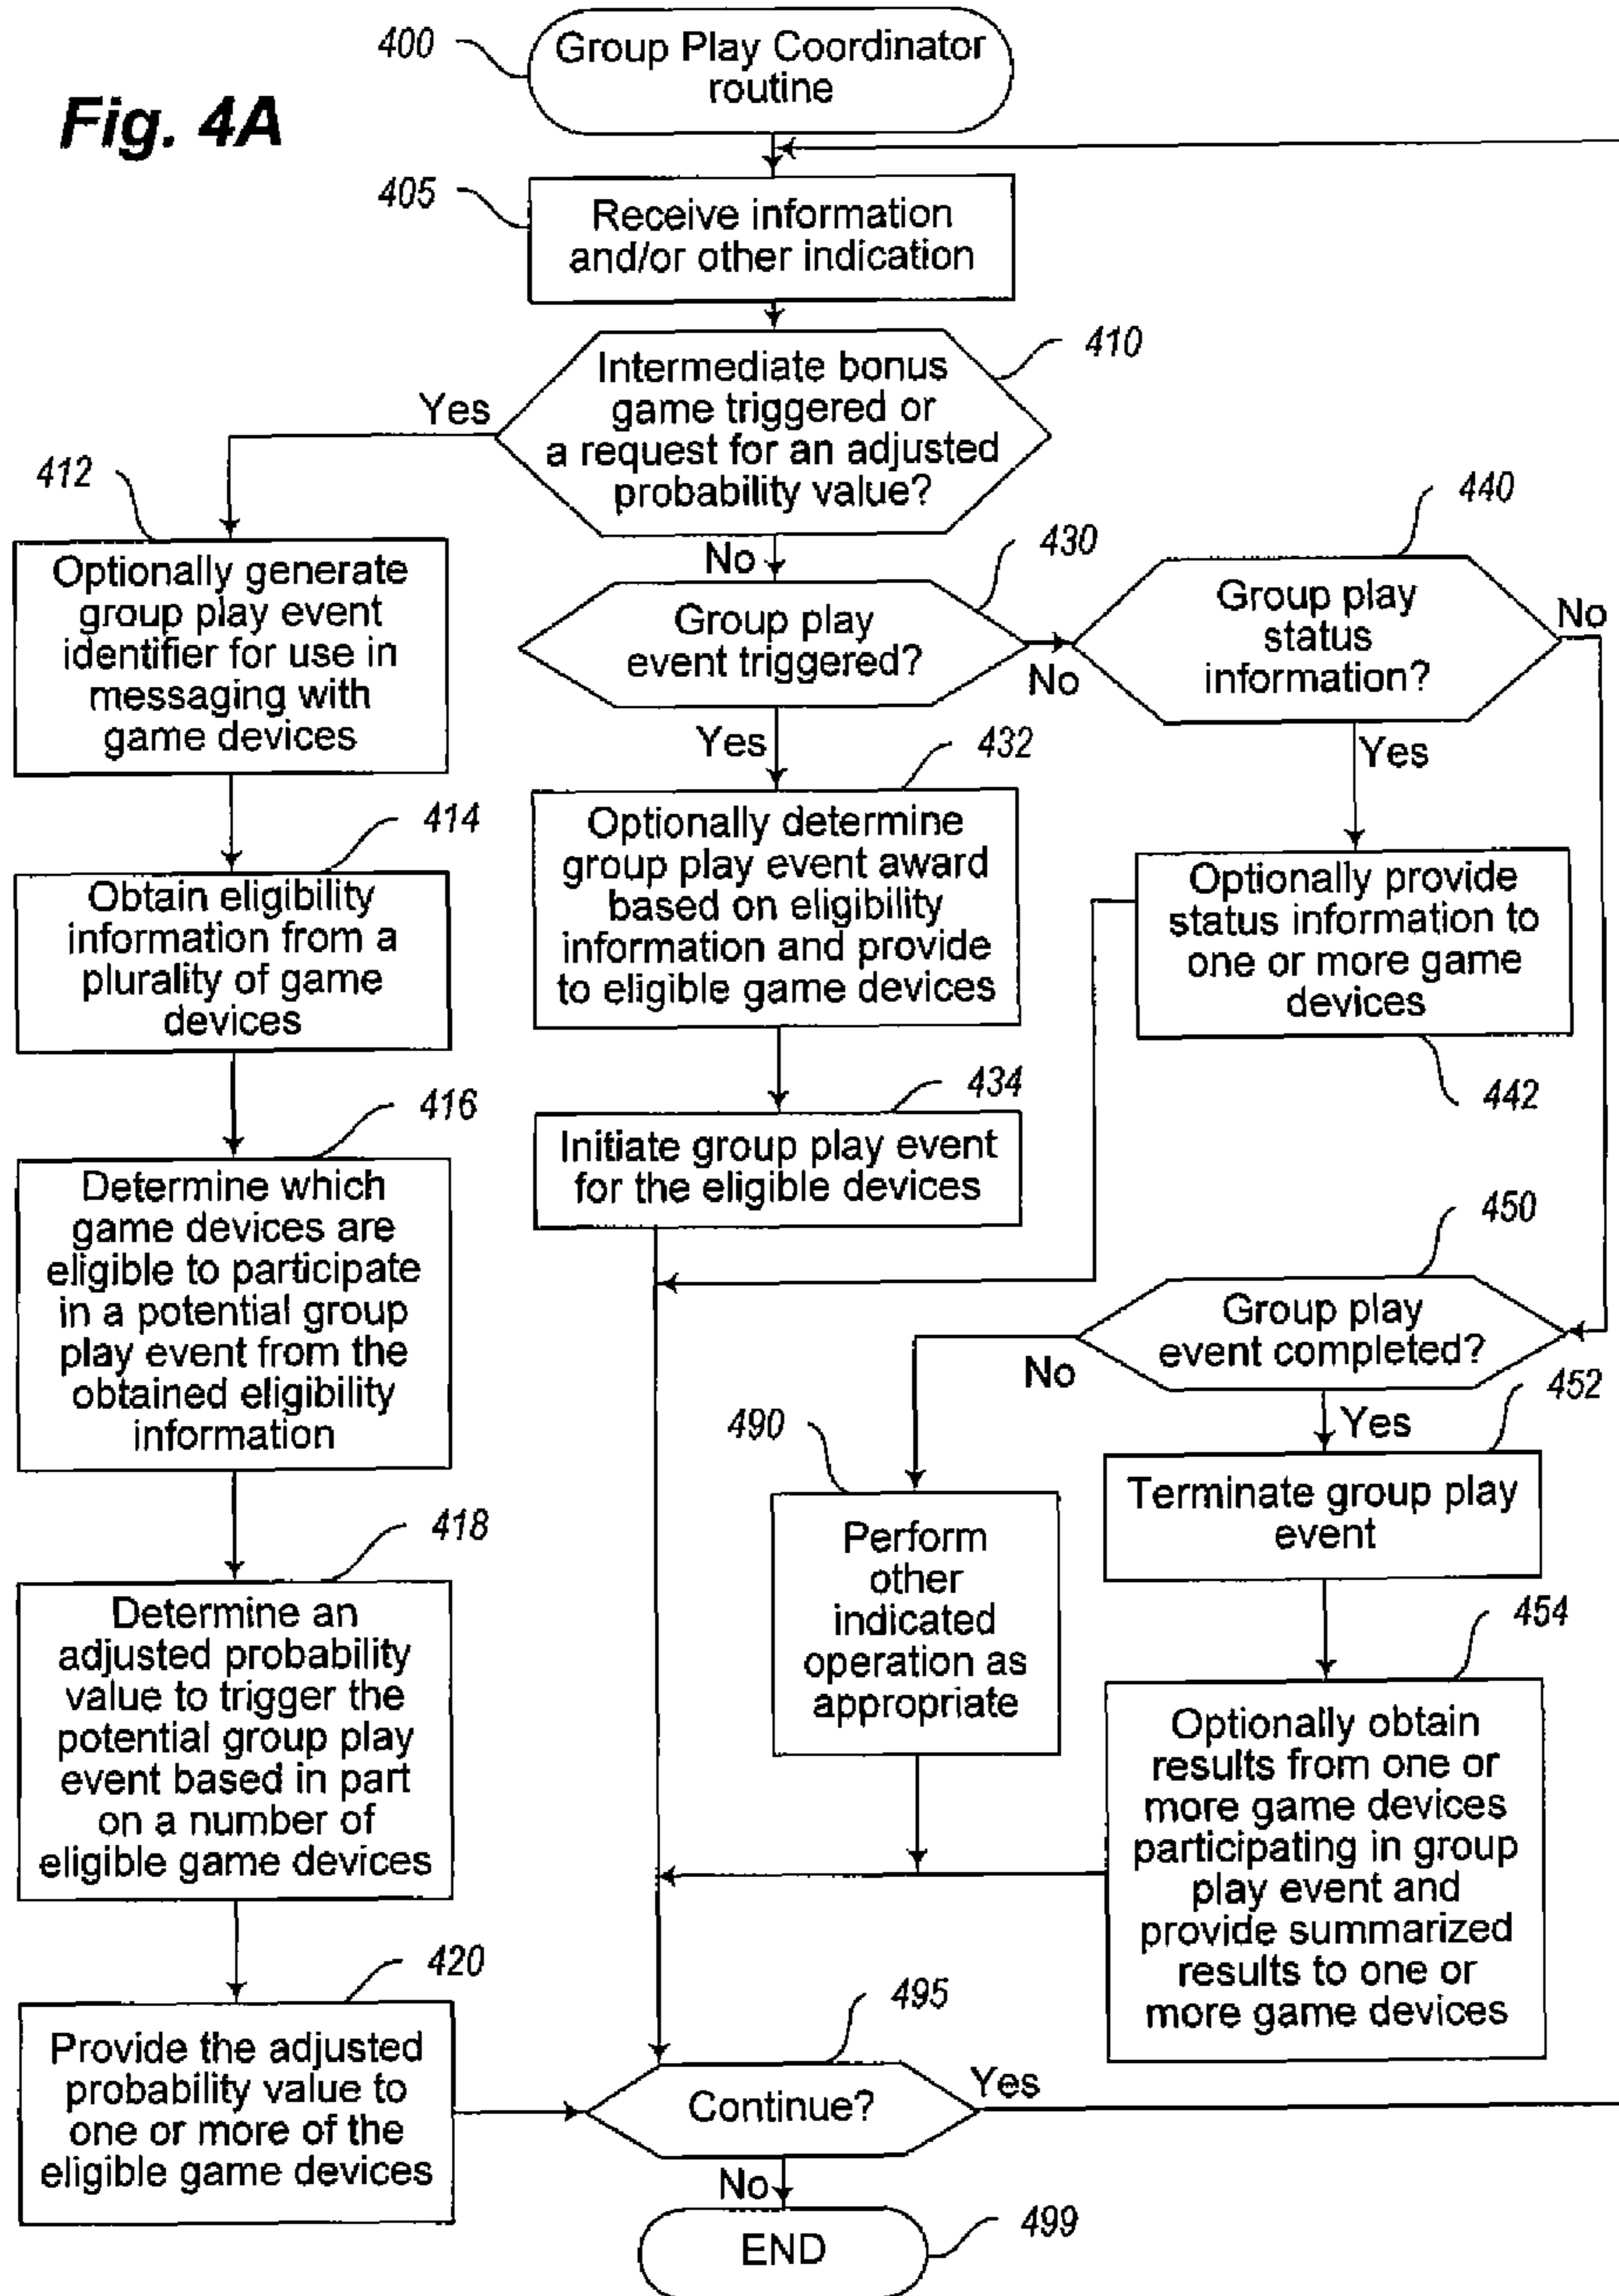 Fig. 4A
400
Group Play Coordinator
routine
405
Receive information
and/or other indication
410
Intermediate bonus
game triggered or
a request for an adjusted
probability value?
Yes
No
412
Optionally generate
group play event
identifier for use in
messaging with
game devices
414
Obtain eligibility
information from a
plurality of game
devices
416
Determine which
game devices are
eligible to participate
in a potential group
play event from the
obtained eligibility
information
418
Determine an
adjusted probability
value to trigger the
potential group play
event based in part
on a number of
eligible game devices
420
Provide the adjusted
probability value to
one or more of the
eligible game devices
430
Group play
event triggered?
No
Yes
432
Optionally determine
group play event award
based on eligibility
information and provide
to eligible game devices
434
Initiate group play event
for the eligible devices
440
Group play
status
information?
No
Yes
Optionally provide
status information to
one or more game
devices
442
450
Group play
event completed?
No
Yes
452
Terminate group play
event
454
Optionally obtain
results from one or
more game devices
participating in group
play event and
provide summarized
results to one or
more game devices
490
Perform
other
indicated
operation as
appropriate
495
Continue?
Yes
No
END
499